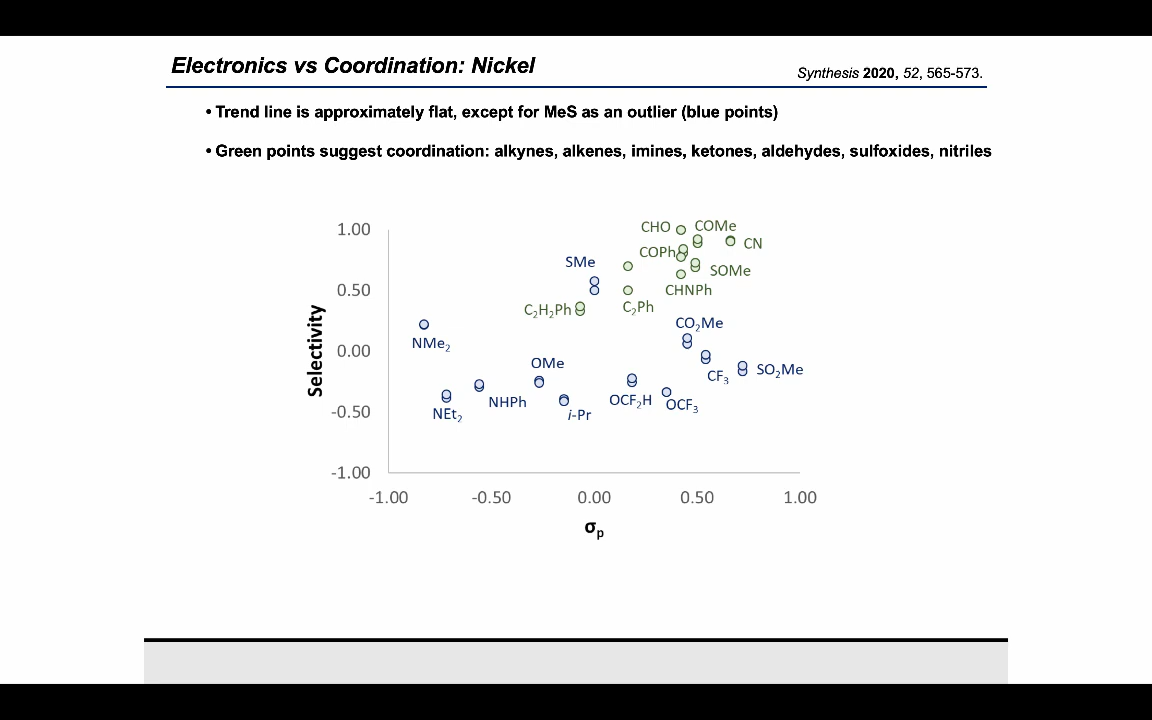 Electronics vs Coordination: Nickel
Synthesis 2020, 52, 565-573.
• Trend line is approximately flat, except for MeS as an outlier (blue points)
• Green points suggest coordination: alkynes, alkenes, imines, ketones, aldehydes, sulfoxides, nitriles
1.00
0.50
0.00
-0.50
-1.00
Selectivity
CHO
COMe
CN
COPh
SOMe
SMe
CHNPh
C₂H₂Ph
C₂Ph
CO₂Me
NMe₂
OMe
CF₃
SO₂Me
NHPh
OCF₂H
OCF₃
NEt₂
i-Pr
-1.00
-0.50
0.00
0.50
1.00
σₚ